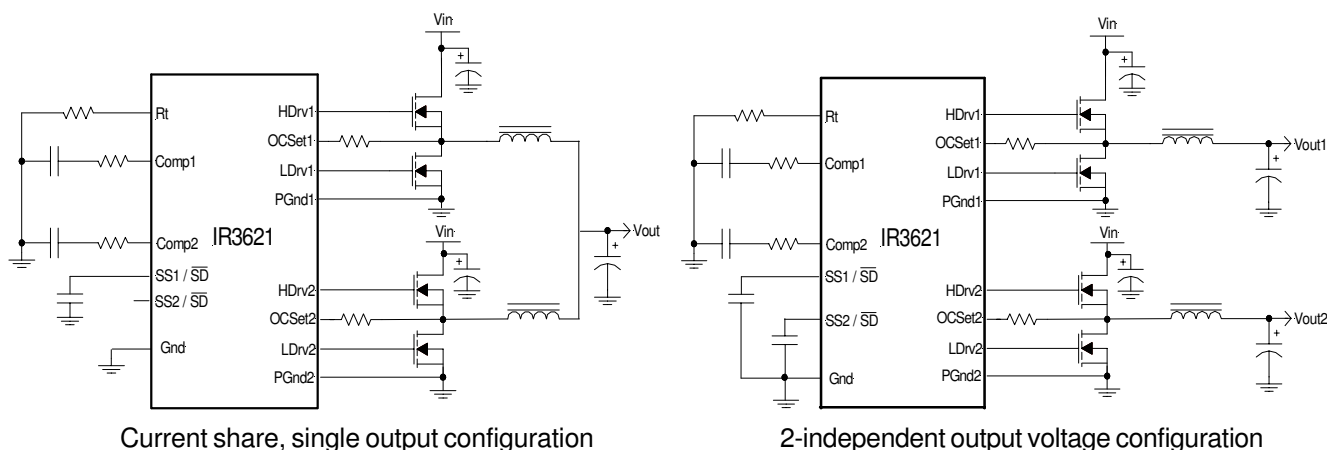 Vin
+
Rt
HDrv1
OCSet1
Comp1
LDrv1
PGnd1
IR3621
Vin
Vout
+
+
Comp2
SS1 / SD
HDrv2
SS2 / SD
OCSet2
Gnd
LDrv2
PGnd2
Current share, single output configuration
Vin
+
Rt
HDrv1
OCSet1
Vout1
+
Comp1
LDrv1
PGnd1
IR3621
Vin
+
Comp2
SS1 / SD
HDrv2
SS2 / SD
OCSet2
Vout2
+
LDrv2
Gnd
PGnd2
2-independent output voltage configuration